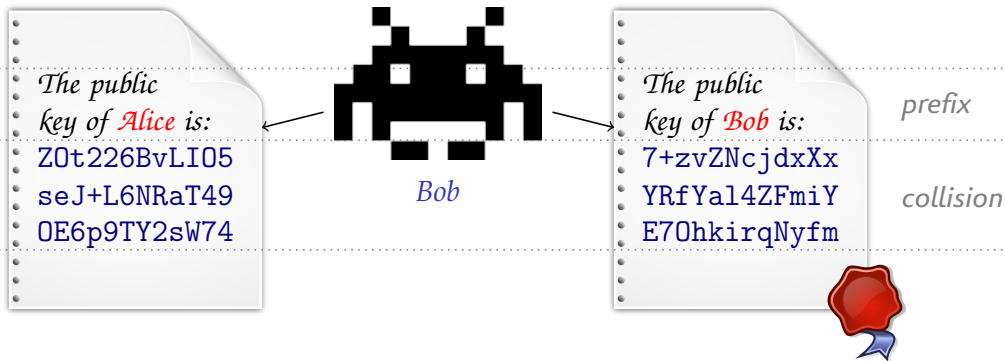 The public
key of Alice is:
ZOt226BvLIO5
seJ+L6NRaT49
OE6p9TY2sW74
Bob
The public
key of Bob is:
7+zvZNcjdxXx
YRfYal4ZFmiY
E7OhkirqNyfm
prefix
collision